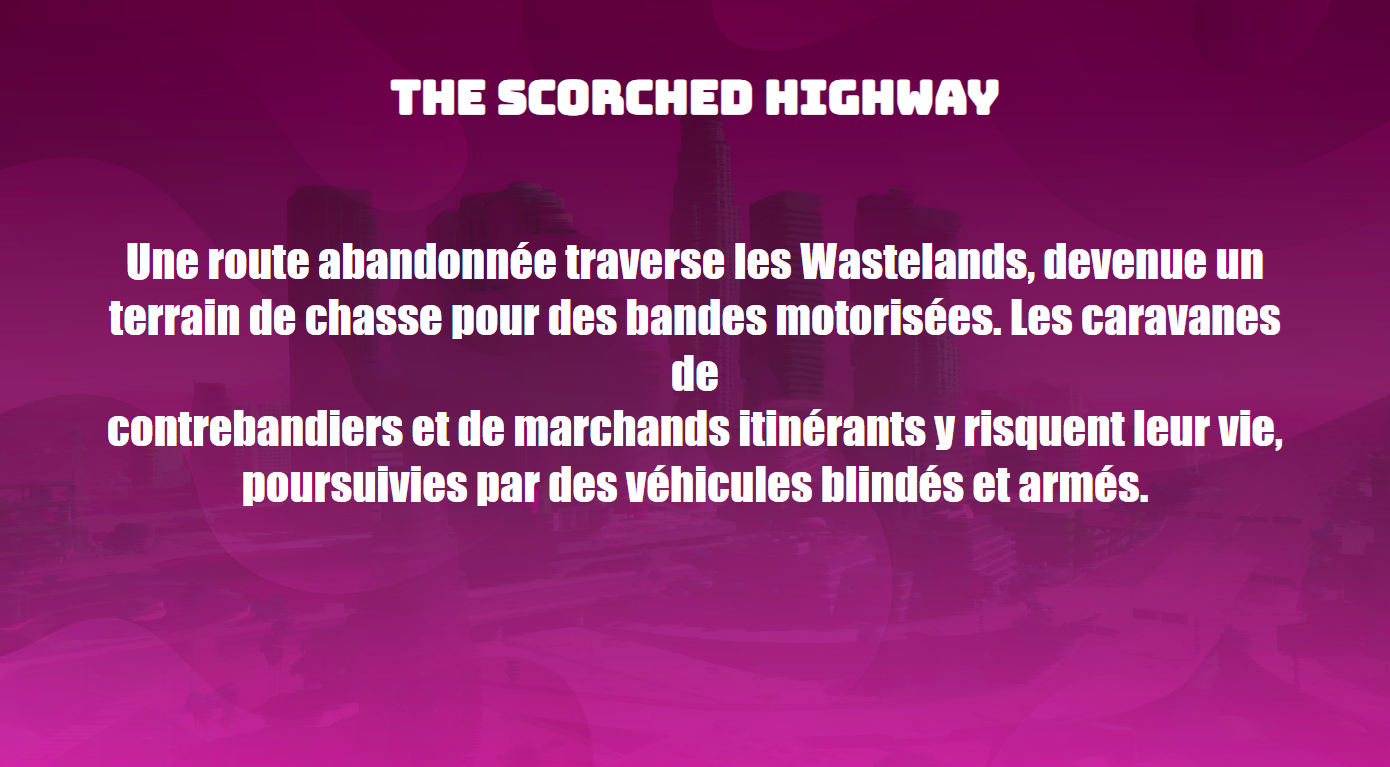 THE SCORCHED HIGHWAY
Une route abandonnée traverse les Wastelands, devenue un
terrain de chasse pour des bandes motorisées. Les caravanes
de
contrebandiers et de marchands itinérants y risquent leur vie,
poursuivies par des véhicules blindés et armés.